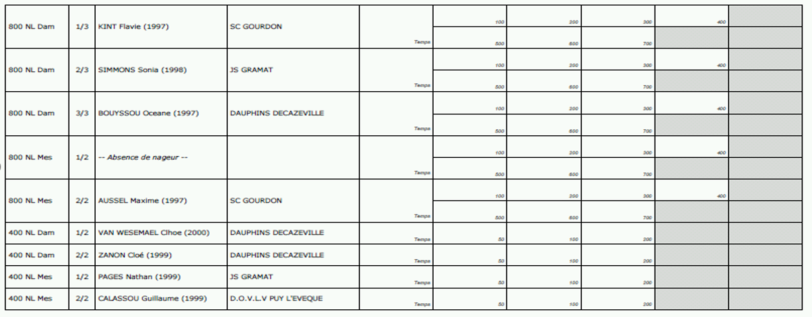 100 200 300 400
800 NL Dam 1/3 KINT Flavie (1997) SC GOURDON
Temps 500 600 700
100 200 300 400
800 NL Dam 2/3 SIMMONS Sonia (1998) JS GRAMAT
Temps 500 600 700
100 200 300 400
800 NL Dam 3/3 BOUYSSOU Oceane (1997) DAUPHINS DECAZEVILLE
Temps 500 600 700
100 200 300 400
800 NL Mes 1/2 -- Absence de nageur --
Temps 500 600 700
100 200 300 400
800 NL Mes 2/2 AUSSEL Maxime (1997) SC GOURDON
Temps 500 600 700
400 NL Dam 1/2 VAN WESEMAEL Clhoe (2000) DAUPHINS DECAZEVILLE Temps 50 100 200
400 NL Dam 2/2 ZANON Cloé (1999) DAUPHINS DECAZEVILLE Temps 50 100 200
400 NL Mes 1/2 PAGES Nathan (1999) JS GRAMAT Temps 50 100 200
400 NL Mes 2/2 CALASSOU Guillaume (1999) D.O.V.L.V PUY L'EVEQUE Temps 50 100 200